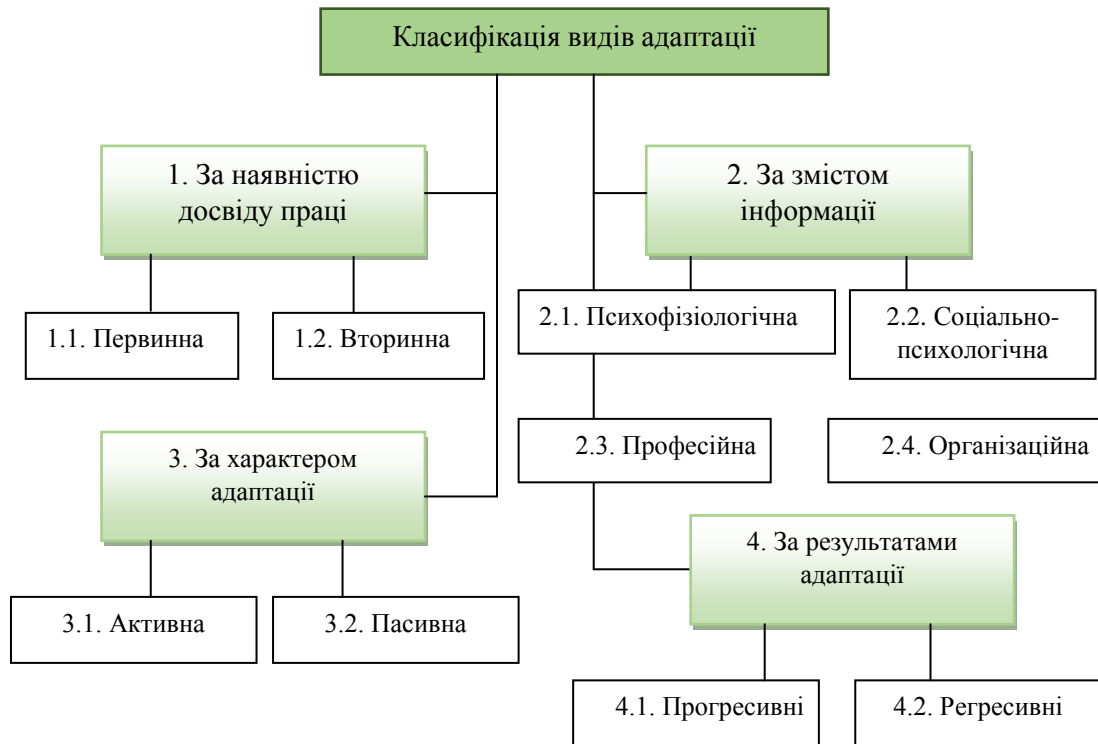 Класифікація видів адаптації
1. За наявністю
досвіду праці
2. За змістом
інформації
1.1. Первинна
1.2. Вторинна
2.1. Психофізіологічна
2.2. Соціально-
психологічна
2.3. Професійна
2.4. Організаційна
3. За характером
адаптації
4. За результатами
адаптації
3.1. Активна
3.2. Пасивна
4.1. Прогресивні
4.2. Регресивні